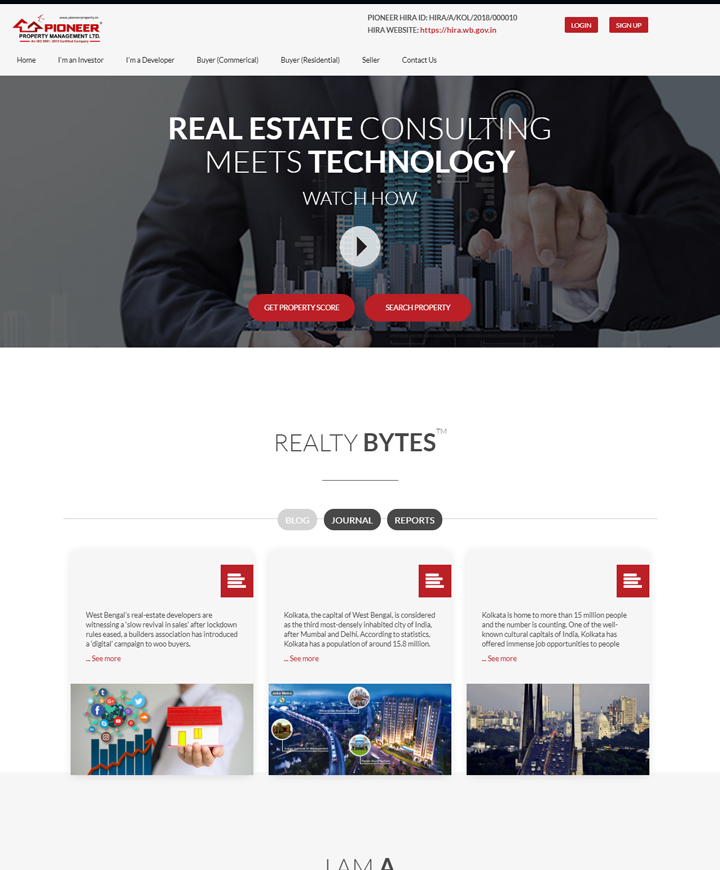 www.pioneerproperty.in
PIONEER
PROPERTY MANAGEMENT LTD.
An ISO 9001: 2015 Certified Company
PIONEER HIRA ID: HIRA/A/KOL/2018/000010
HIRA WEBSITE: https://hira.wb.gov.in
LOGIN
SIGN UP
Home
I'm an Investor
I'm a Developer
Buyer (Commerical)
Buyer (Residential)
Seller
Contact Us
REAL ESTATE CONSULTING
MEETS TECHNOLOGY
WATCH HOW
GET PROPERTY SCORE
SEARCH PROPERTY
REALTY BYTES™
BLOG
JOURNAL
REPORTS
West Bengal's real-estate developers are
witnessing a 'slow revival in sales' after lockdown
rules eased, a builders association has introduced
a 'digital' campaign to woo buyers.
... See more
Kolkata, the capital of West Bengal, is considered
as the third most-densely inhabited city of India,
after Mumbai and Delhi. According to statistics,
Kolkata has a population of around 15.8 million.
... See more
Kolkata is home to more than 15 million people
and the number is counting. One of the well-
known cultural capitals of India, Kolkata has
offered immense job opportunities to people
... See more
I AM A